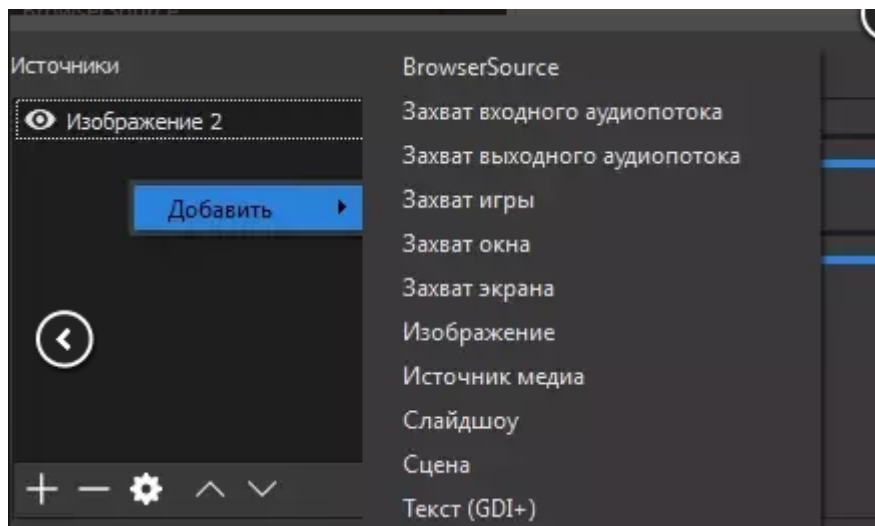 Источники
Изображение 2
Добавить
BrowserSource
Захват входного аудиопотока
Захват выходного аудиопотока
Захват игры
Захват окна
Захват экрана
Изображение
Источник медиа
Слайдшоу
Сцена
Текст (GDI+)